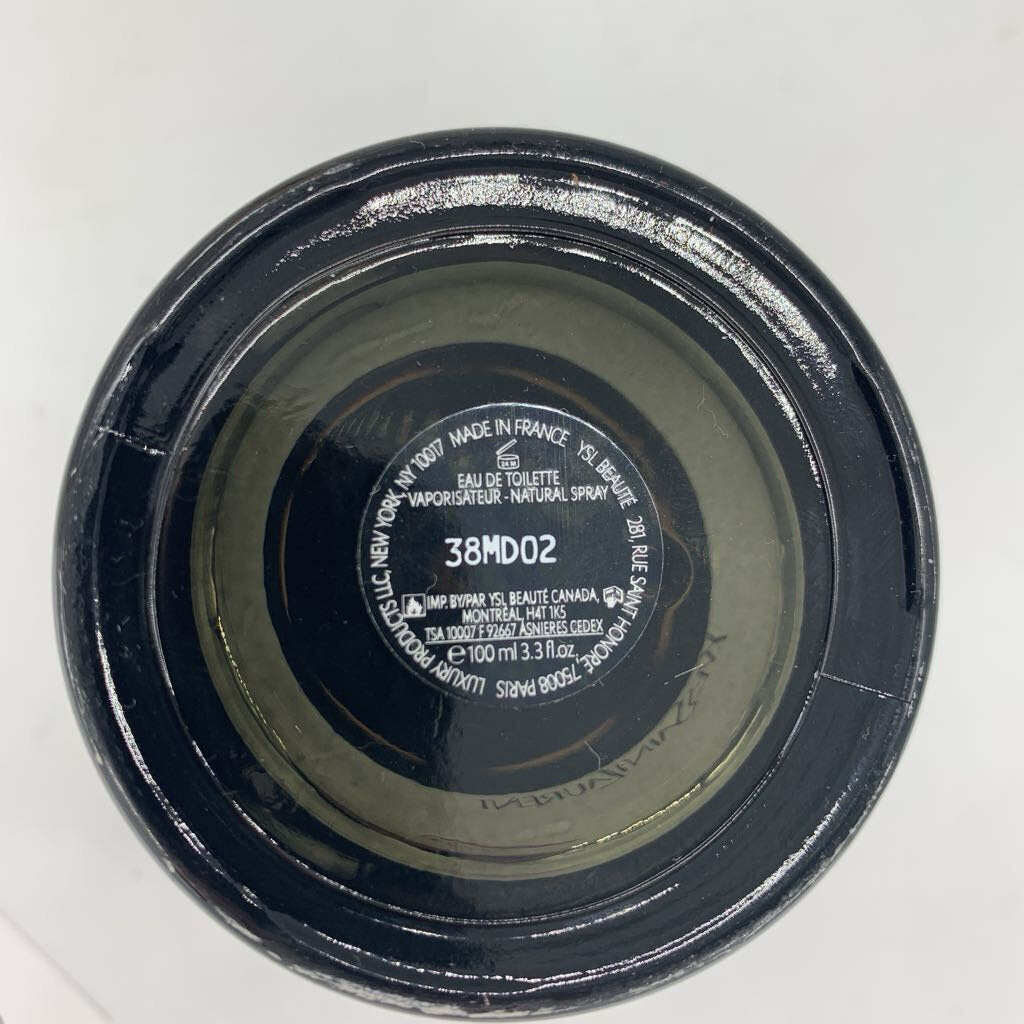 LUXURY PRODUCTS LLC, NEW YORK, NY 10017 MADE IN FRANCE YSL BEAUTÉ 281, RUE SAINT HONORÉ, 75008 PARIS
24 M
EAU DE TOILETTE
VAPORISATEUR - NATURAL SPRAY
38MD02
IMP. BY/PAR YSL BEAUTÉ CANADA,
MONTRÉAL, H4T 1K5
TSA 10007 F 92667 ASNIERES CEDEX
e 100 ml 3.3 fl.oz.
YVESSAINTLAURENT